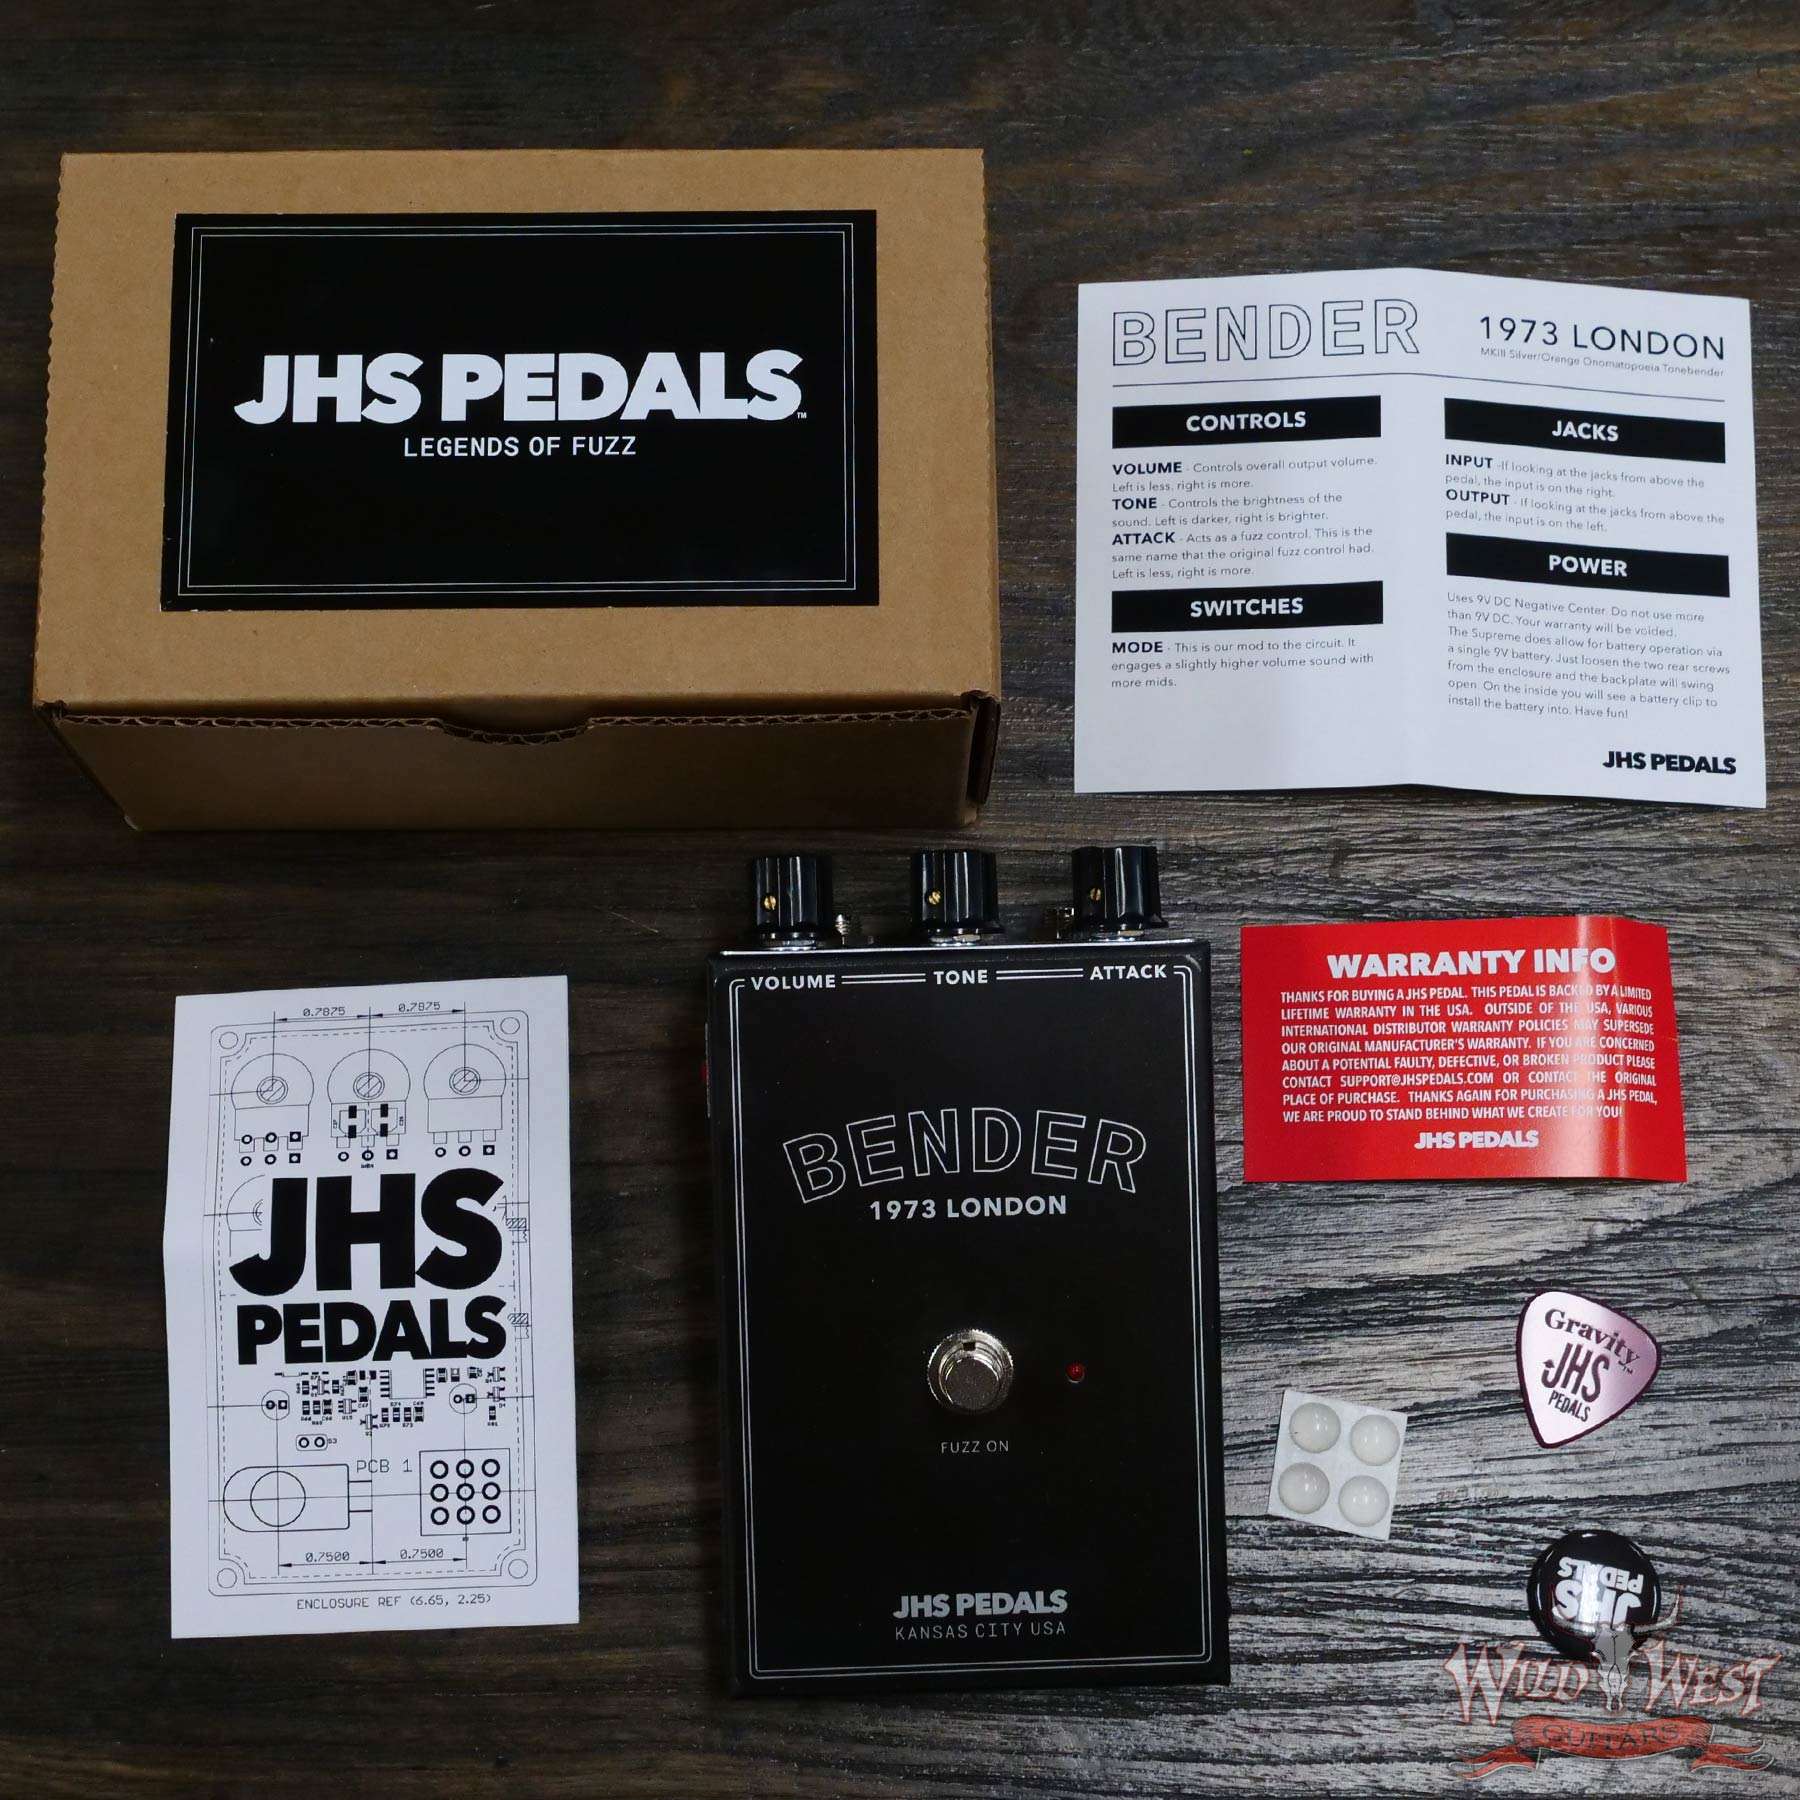 JHS PEDALS™
LEGENDS OF FUZZ
BENDER
1973 LONDON
MKIII Silver/Orenge Onomatopoeia Tonebender
CONTROLS
VOLUME - Controls overall output volume.
Left is less, right is more.
TONE - Controls the brightness of the
sound. Left is darker, right is brighter.
ATTACK - Acts as a fuzz control. This is the
same name that the original fuzz control had.
Left is less, right is more.
SWITCHES
MODE - This is our mod to the circuit. It
engages a slightly higher volume sound with
more mids.
JACKS
INPUT -If looking at the jacks from above the
pedal, the input is on the right.
OUTPUT - If looking at the jacks from above the
pedal, the input is on the left.
POWER
Uses 9V DC Negative Center. Do not use more
than 9V DC. Your warranty will be voided.
The Supreme does allow for battery operation via
a single 9V battery. Just loosen the two rear screws
from the enclosure and the backplate will swing
open. On the inside you will see a battery clip to
install the battery into. Have fun!
JHS PEDALS
0.7875 0.7875
JHS
PEDALS
PCB 1
0.7500 0.7500
ENCLOSURE REF (6.65, 2.25)
VOLUME TONE ATTACK
BENDER
1973 LONDON
FUZZ ON
JHS PEDALS
KANSAS CITY USA
WARRANTY INFO
THANKS FOR BUYING A JHS PEDAL. THIS PEDAL IS BACKED BY A LIMITED
LIFETIME WARRANTY IN THE USA. OUTSIDE OF THE USA, VARIOUS
INTERNATIONAL DISTRIBUTOR WARRANTY POLICIES MAY SUPERSEDE
OUR ORIGINAL MANUFACTURER'S WARRANTY. IF YOU ARE CONCERNED
ABOUT A POTENTIAL FAULTY, DEFECTIVE, OR BROKEN PRODUCT PLEASE
CONTACT SUPPORT@JHSPEDALS.COM OR CONTACT THE ORIGINAL
PLACE OF PURCHASE. THANKS AGAIN FOR PURCHASING A JHS PEDAL,
WE ARE PROUD TO STAND BEHIND WHAT WE CREATE FOR YOU!
JHS PEDALS
Gravity™
JHS
PEDALS
JHS
PEDALS
WILD WEST
GUITARS